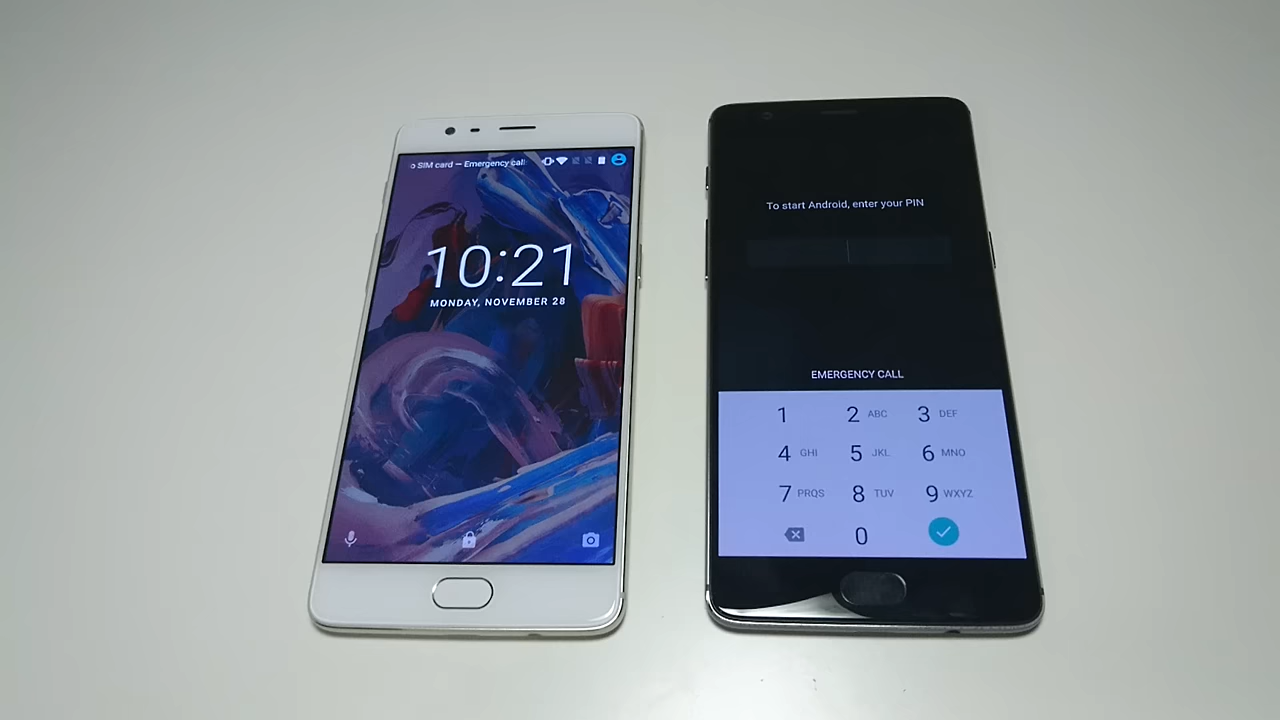 SIM card — Emergency call
10:21
MONDAY, NOVEMBER 28
To start Android, enter your PIN
EMERGENCY CALL
1 2 ABC 3 DEF
4 GHI 5 JKL 6 MNO
7 PQRS 8 TUV 9 WXYZ
0